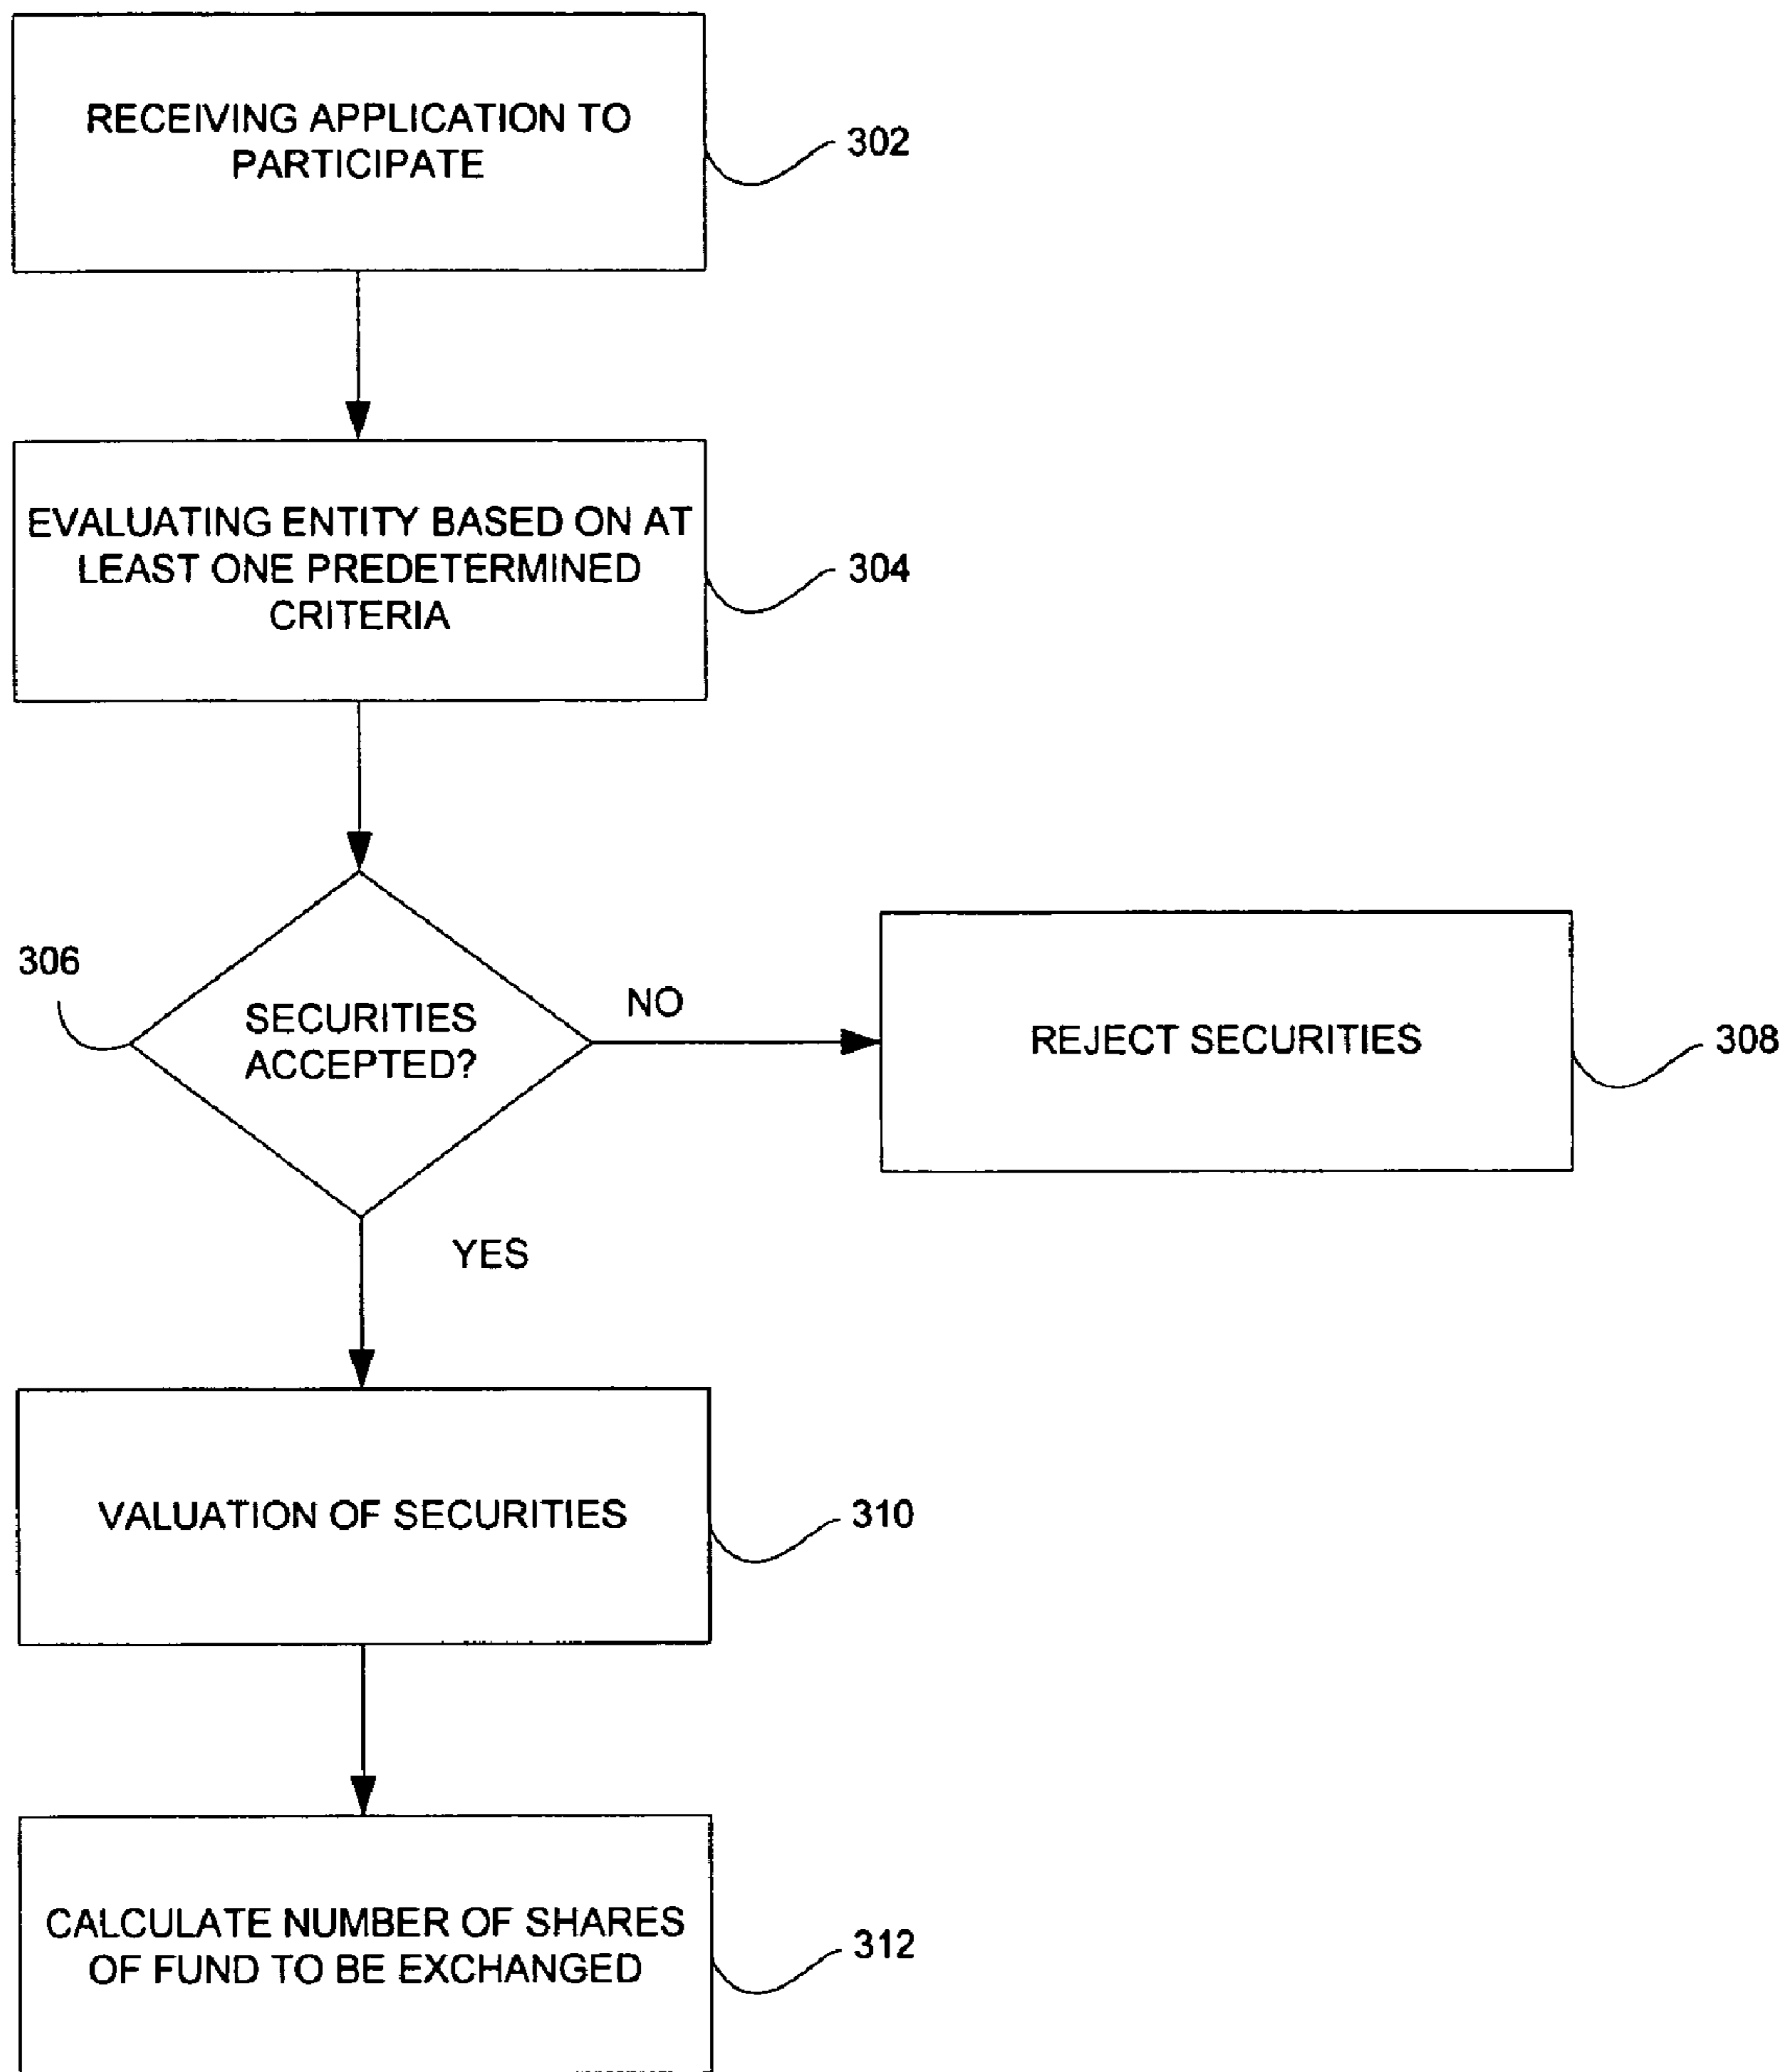 RECEIVING APPLICATION TO
PARTICIPATE
302
EVALUATING ENTITY BASED ON AT
LEAST ONE PREDETERMINED
CRITERIA
304
306
SECURITIES
ACCEPTED?
NO
REJECT SECURITIES
308
YES
VALUATION OF SECURITIES
310
CALCULATE NUMBER OF SHARES
OF FUND TO BE EXCHANGED
312